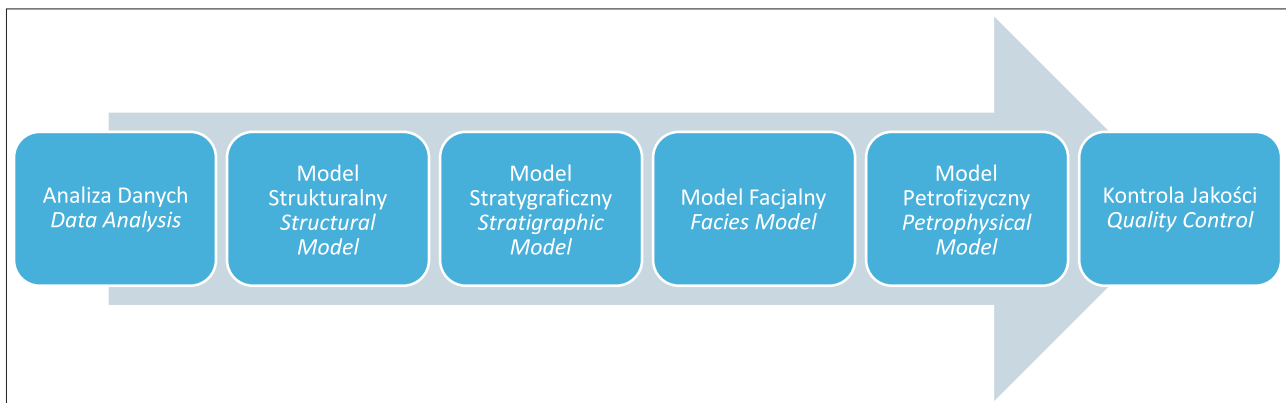 Analiza Danych
Data Analysis
Model
Strukturalny
Structural
Model
Model
Stratygraficzny
Stratigraphic
Model
Model Facjalny
Facies Model
Model
Petrofizyczny
Petrophysical
Model
Kontrola Jakości
Quality Control